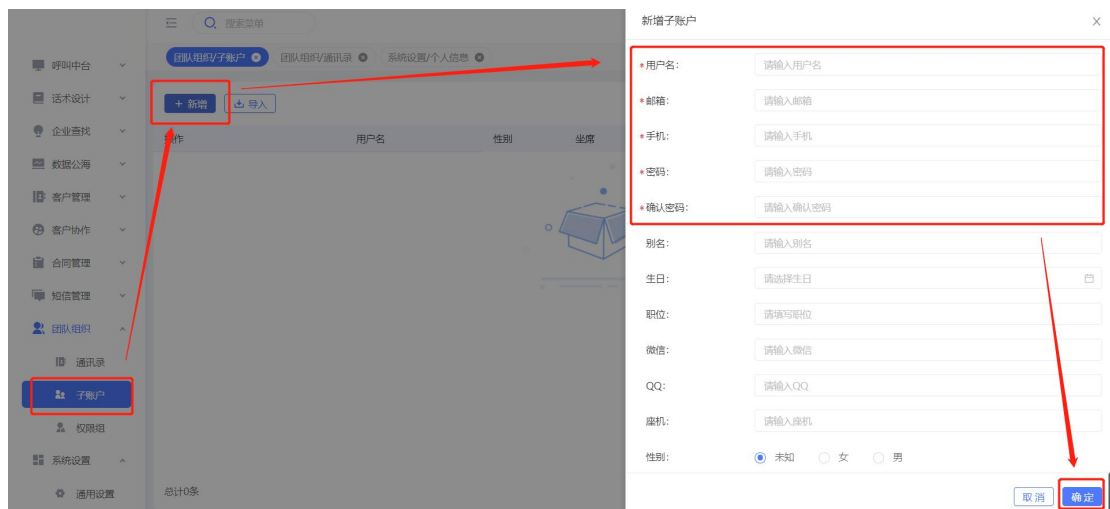 搜索菜单
团队组织/子账户
团队组织/通讯录
系统设置/个人信息
呼叫中台
话术设计
企业查找
数据公海
客户管理
客户协作
合同管理
短信管理
团队组织
通讯录
子账户
权限组
系统设置
通用设置
+ 新增
导入
操作 用户名 性别 坐席
总计0条
新增子账户
*用户名: 请输入用户名
*邮箱: 请输入邮箱
*手机: 请输入手机
*密码: 请输入密码
*确认密码: 请输入确认密码
别名: 请输入别名
生日: 请选择生日
职位: 请填写职位
微信: 请输入微信
QQ: 请输入QQ
座机: 请输入座机
性别: 未知 女 男
取消 确定